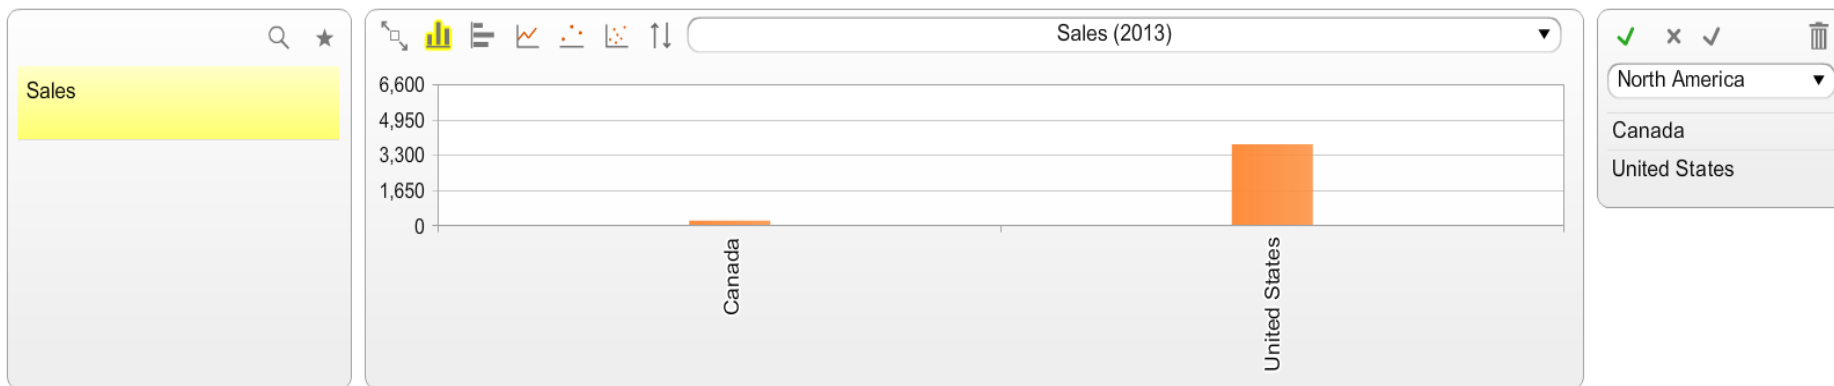 Sales
Sales (2013)
6,600
4,950
3,300
1,650
0
Canada
United States
North America
Canada
United States